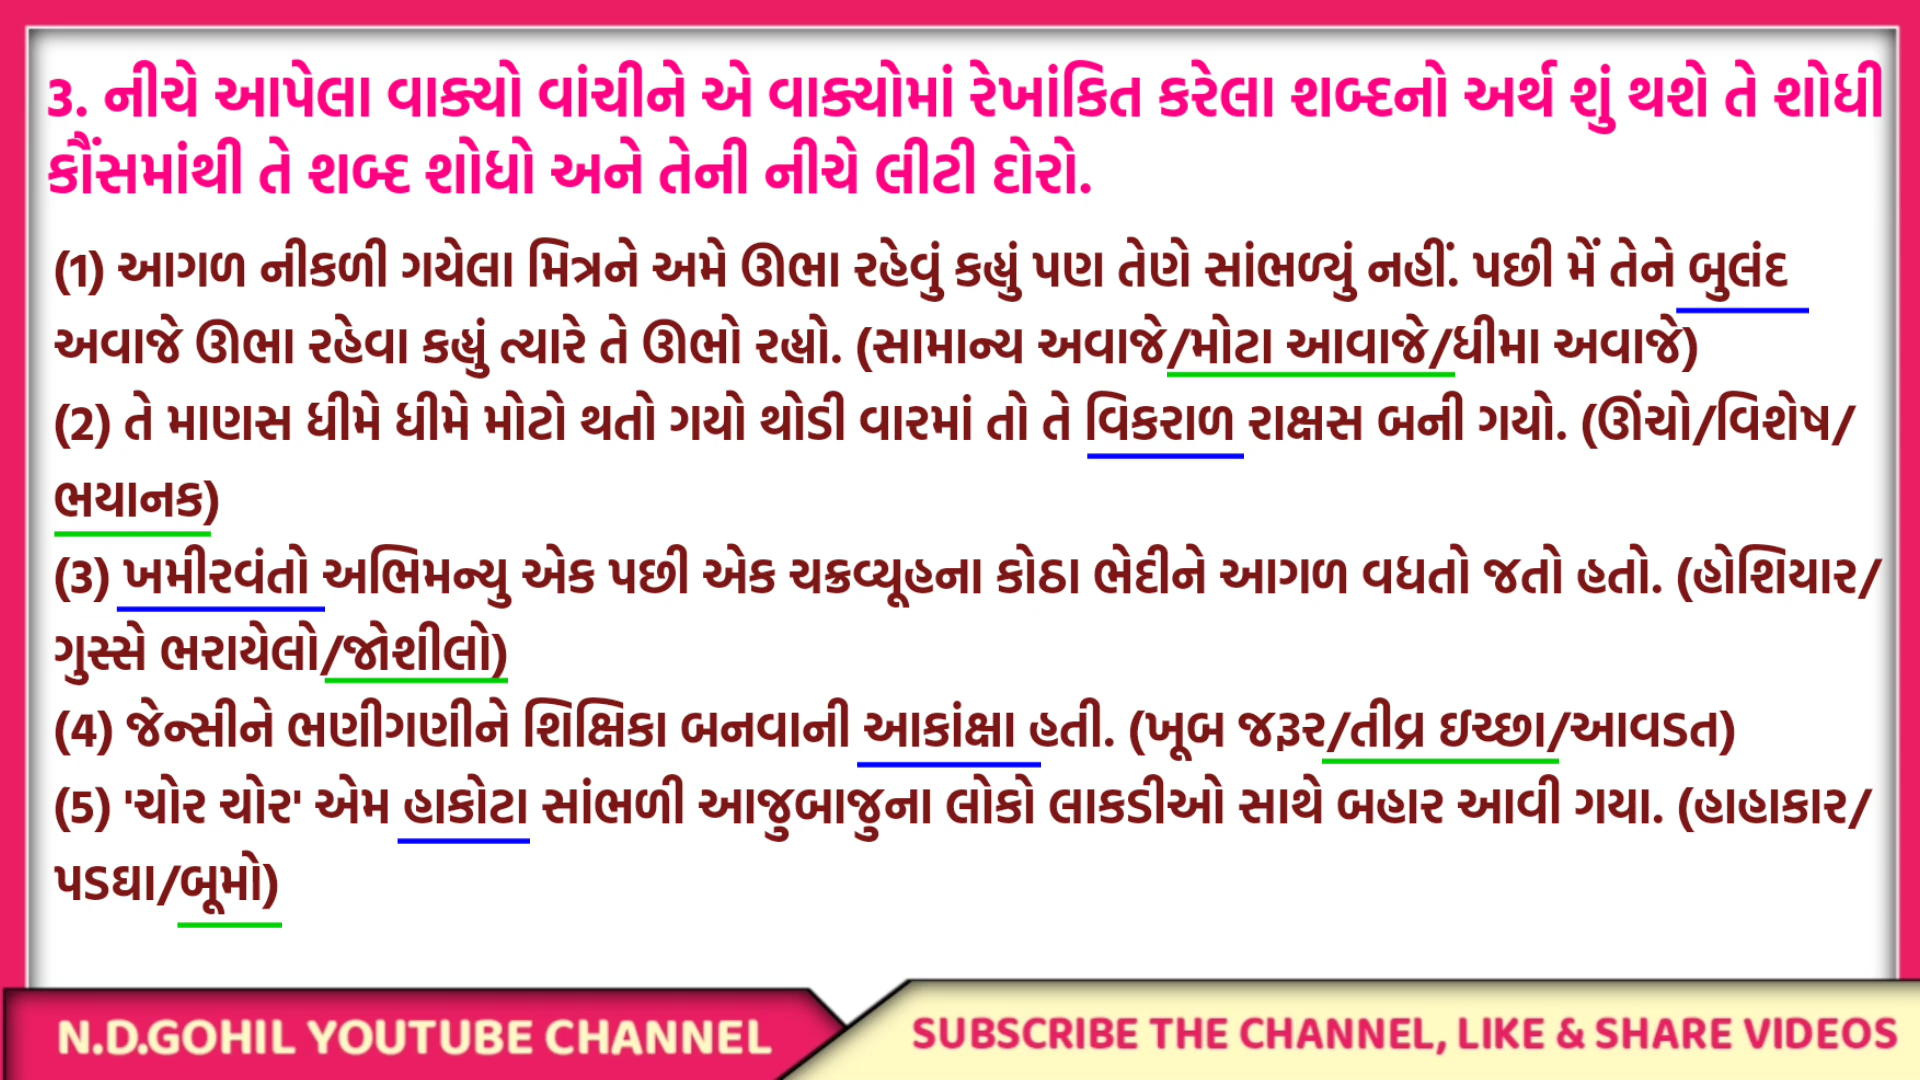 ૩. નીચે આપેલા વાક્યો વાંચીને એ વાક્યોમાં રેખાંકિત કરેલા શબ્દનો અર્થ શું થશે તે શોધી
કૌંસમાંથી તે શબ્દ શોધો અને તેની નીચે લીટી દોરો.
(1) આગળ નીકળી ગયેલા મિત્રને અમે ઊભા રહેવું કહ્યું પણ તેણે સાંભળ્યું નહીં. પછી મેં તેને બુલંદ
અવાજે ઊભા રહેવા કહ્યું ત્યારે તે ઊભો રહ્યો. (સામાન્ય અવાજે/મોટા આવાજે/ધીમા અવાજે)
(2) તે માણસ ધીમે ધીમે મોટો થતો ગયો થોડી વારમાં તો તે વિકરાળ રાક્ષસ બની ગયો. (ઊંચો/વિશેષ/
ભયાનક)
(3) ખમીરવંતો અભિમન્યુ એક પછી એક ચક્રવ્યૂહના કોઠા ભેદીને આગળ વધતો જતો હતો. (હોશિયાર/
ગુસ્સે ભરાયેલો/જોશીલો)
(4) જેન્સીને ભણીગણીને શિક્ષિકા બનવાની આકાંક્ષા હતી. (ખૂબ જરૂર/તીવ્ર ઇચ્છા/આવડત)
(5) 'ચોર ચોર' એમ હાકોટા સાંભળી આજુબાજુના લોકો લાકડીઓ સાથે બહાર આવી ગયા. (હાહાકાર/
પડઘા/બૂમો)
N.D.GOHIL YOUTUBE CHANNEL
SUBSCRIBE THE CHANNEL, LIKE & SHARE VIDEOS